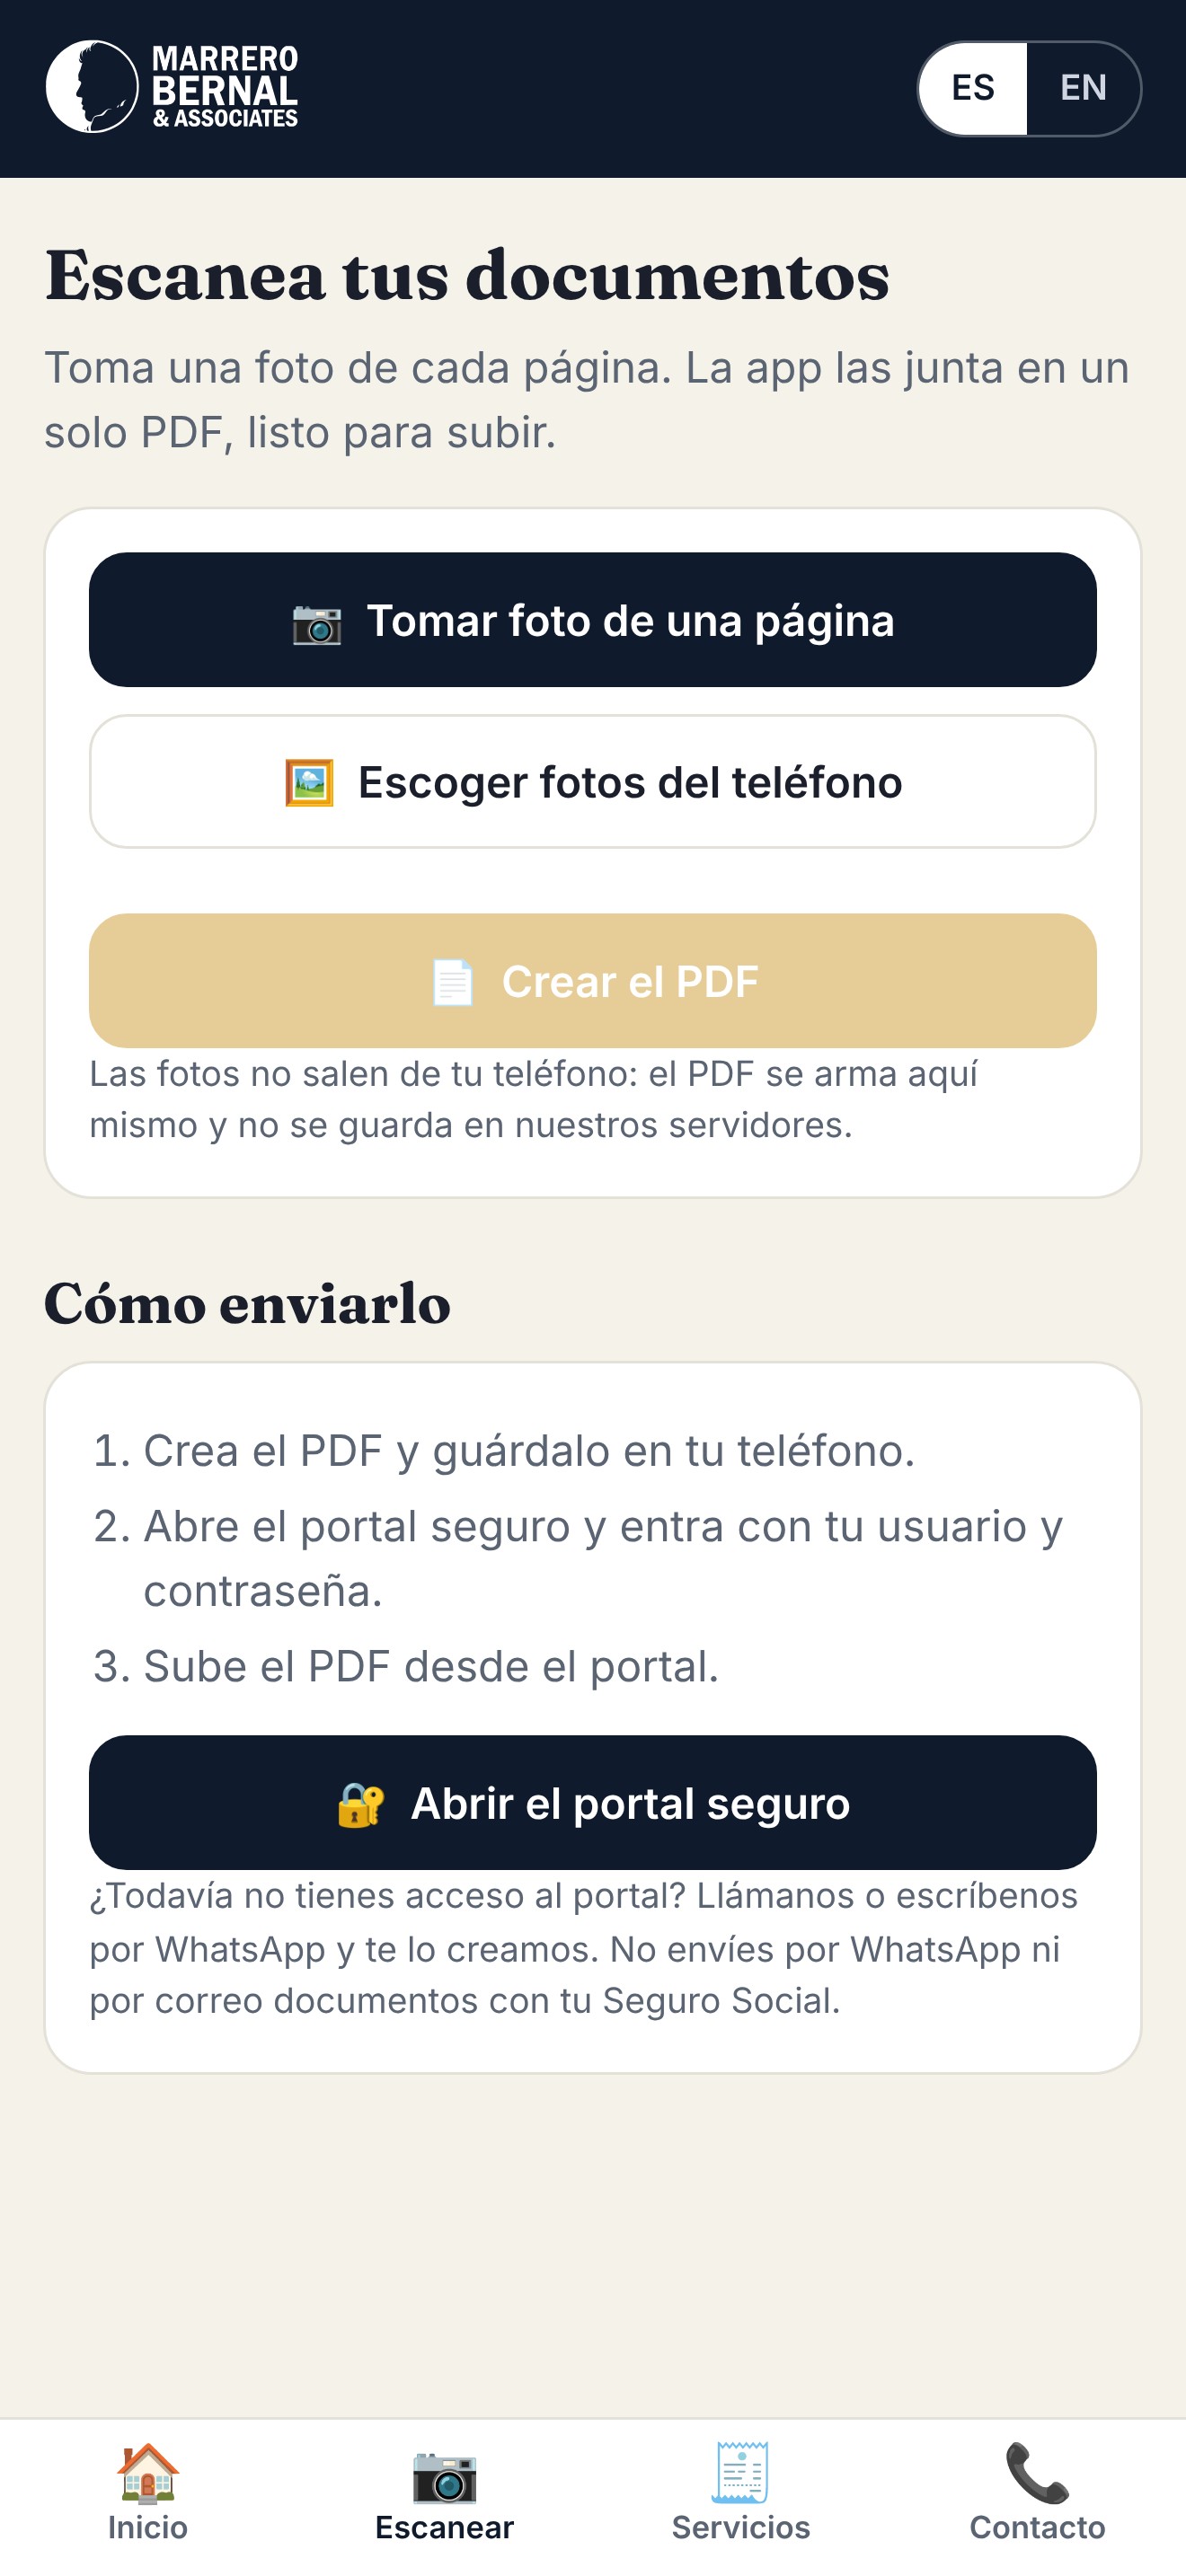 MARRERO
BERNAL
& ASSOCIATES
ES EN
Escanea tus documentos
Toma una foto de cada página. La app las junta en un
solo PDF, listo para subir.
Tomar foto de una página
Escoger fotos del teléfono
Crear el PDF
Las fotos no salen de tu teléfono: el PDF se arma aquí
mismo y no se guarda en nuestros servidores.
Cómo enviarlo
1. Crea el PDF y guárdalo en tu teléfono.
2. Abre el portal seguro y entra con tu usuario y
contraseña.
3. Sube el PDF desde el portal.
Abrir el portal seguro
¿Todavía no tienes acceso al portal? Llámanos o escríbenos
por WhatsApp y te lo creamos. No envíes por WhatsApp ni
por correo documentos con tu Seguro Social.
Inicio Escanear Servicios Contacto